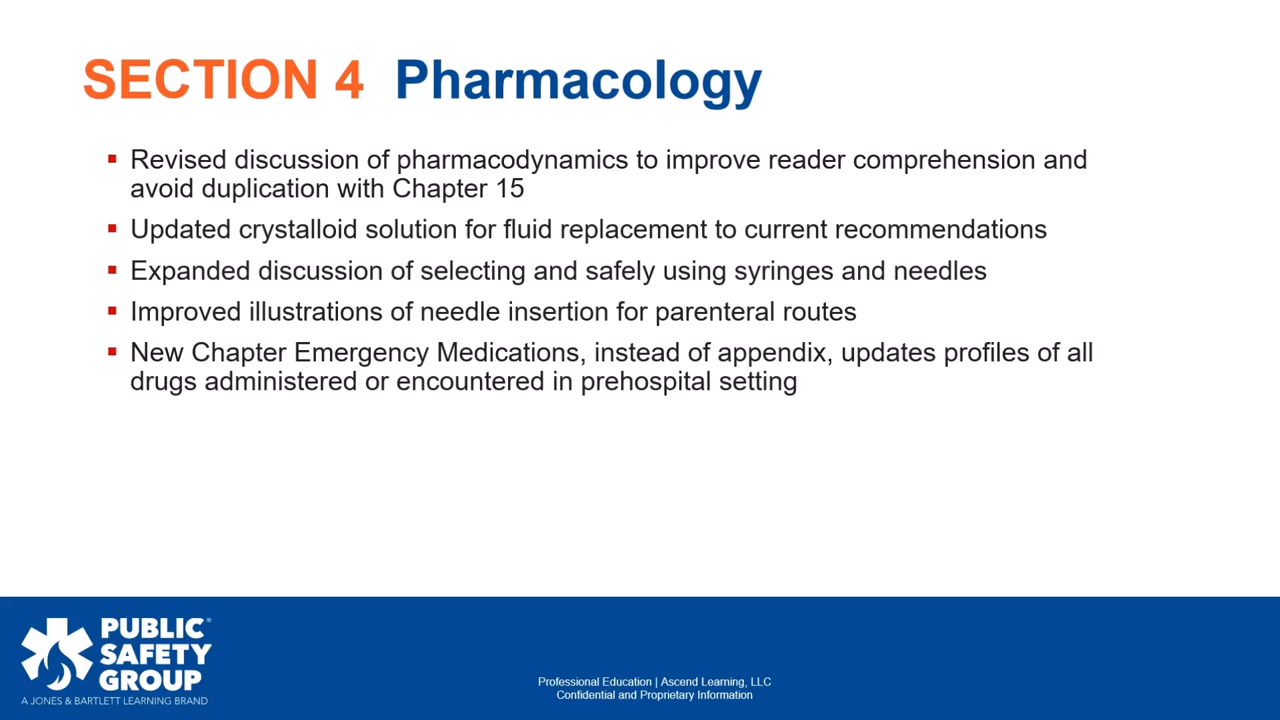 SECTION 4 Pharmacology
▪ Revised discussion of pharmacodynamics to improve reader comprehension and
avoid duplication with Chapter 15
▪ Updated crystalloid solution for fluid replacement to current recommendations
▪ Expanded discussion of selecting and safely using syringes and needles
▪ Improved illustrations of needle insertion for parenteral routes
▪ New Chapter Emergency Medications, instead of appendix, updates profiles of all
drugs administered or encountered in prehospital setting
PUBLIC
SAFETY
GROUP
A JONES & BARTLETT LEARNING BRAND
Professional Education | Ascend Learning, LLC
Confidential and Proprietary Information